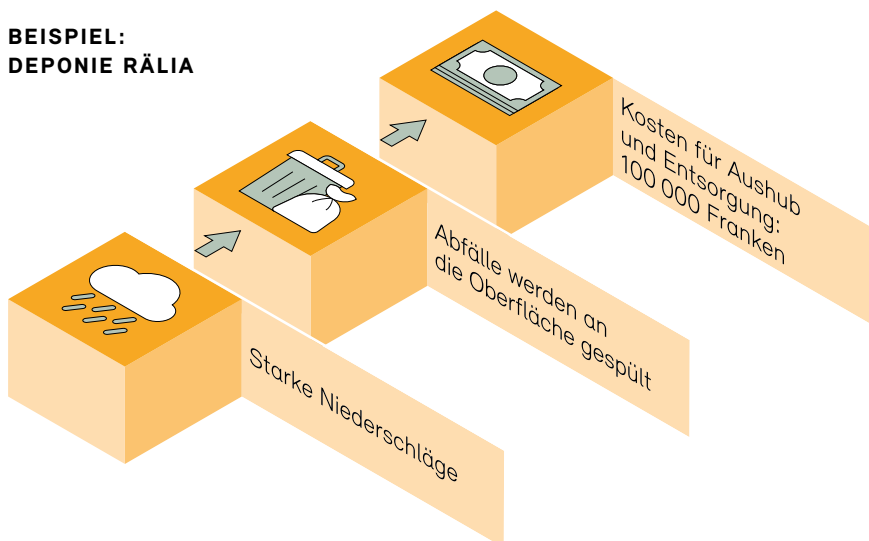 BEISPIEL:
DEPONIE RÄLIA
Starke Niederschläge
Abfälle werden an
die Oberfläche gespült
Kosten für Aushub
und Entsorgung:
100 000 Franken